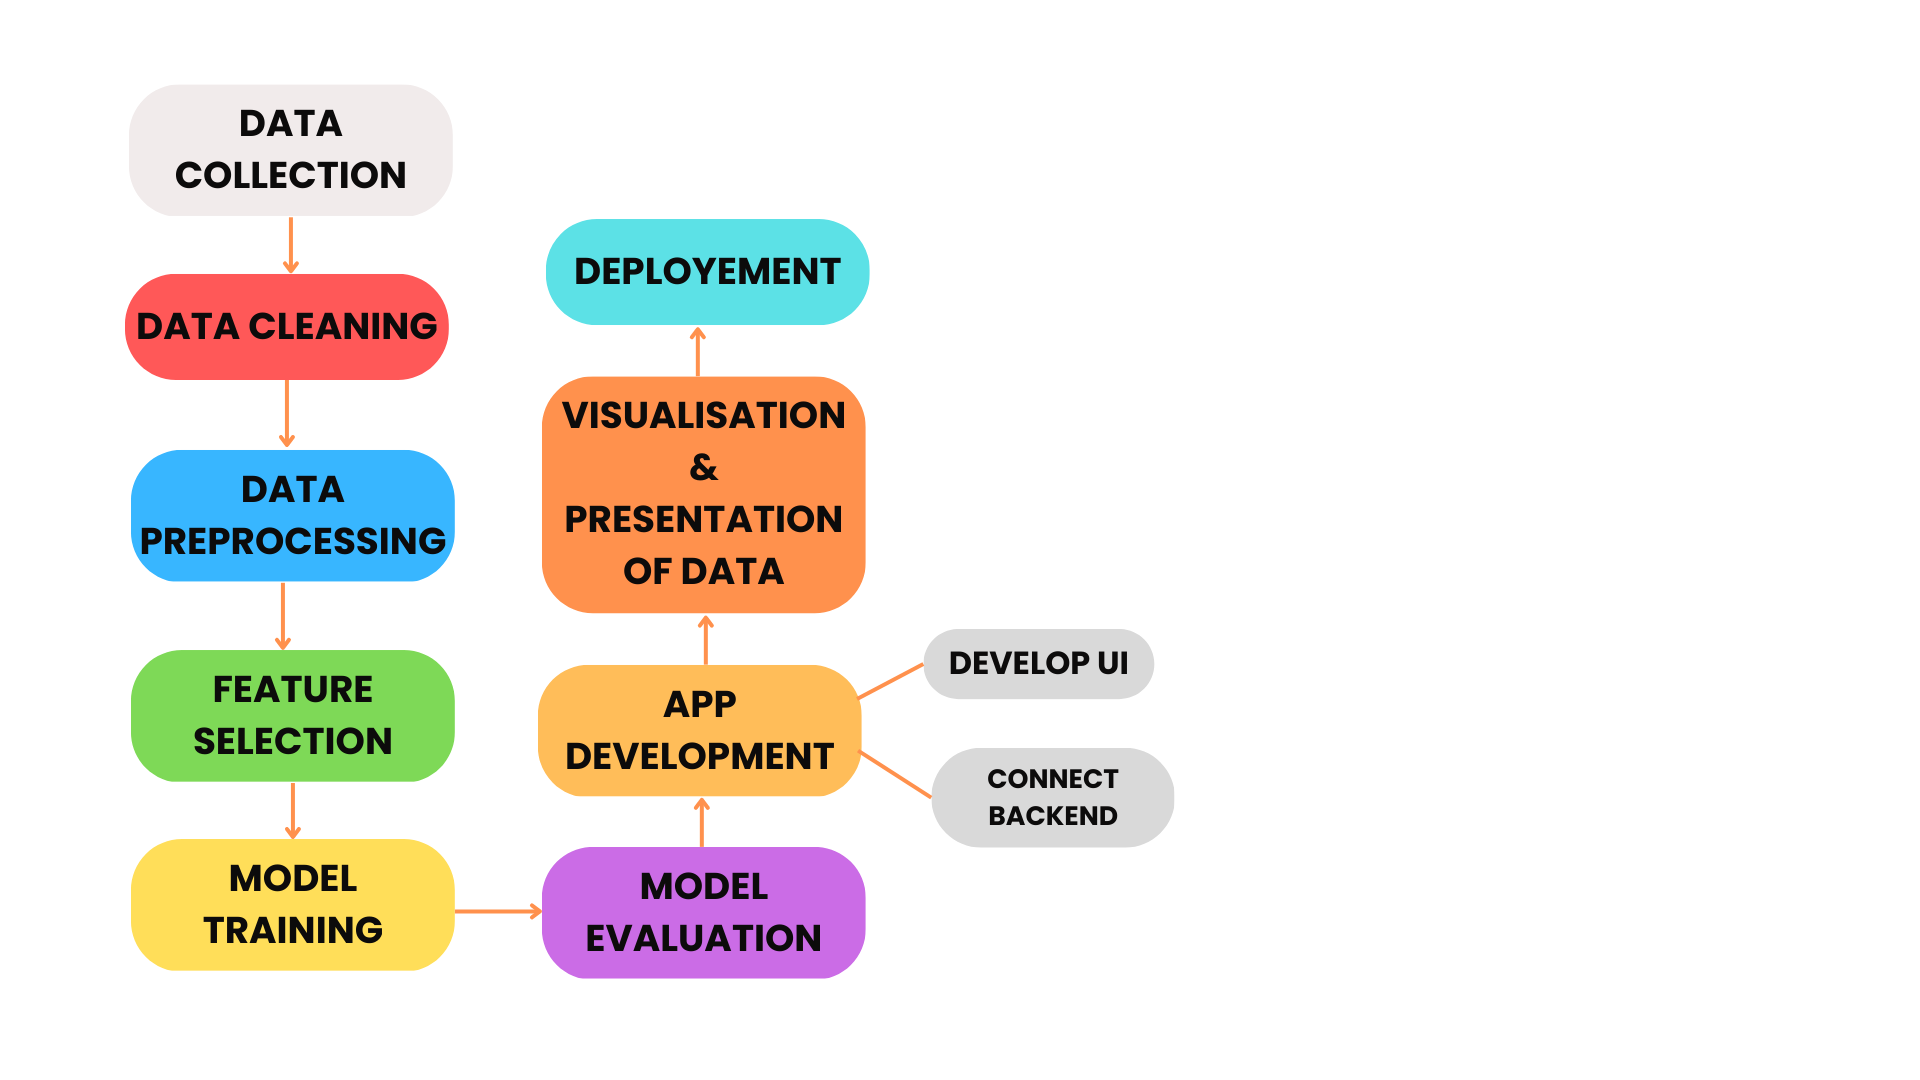 DATA
COLLECTION
DATA CLEANING
DATA
PREPROCESSING
FEATURE
SELECTION
MODEL
TRAINING
MODEL
EVALUATION
APP
DEVELOPMENT
DEVELOP UI
CONNECT
BACKEND
VISUALISATION
&
PRESENTATION
OF DATA
DEPLOYEMENT